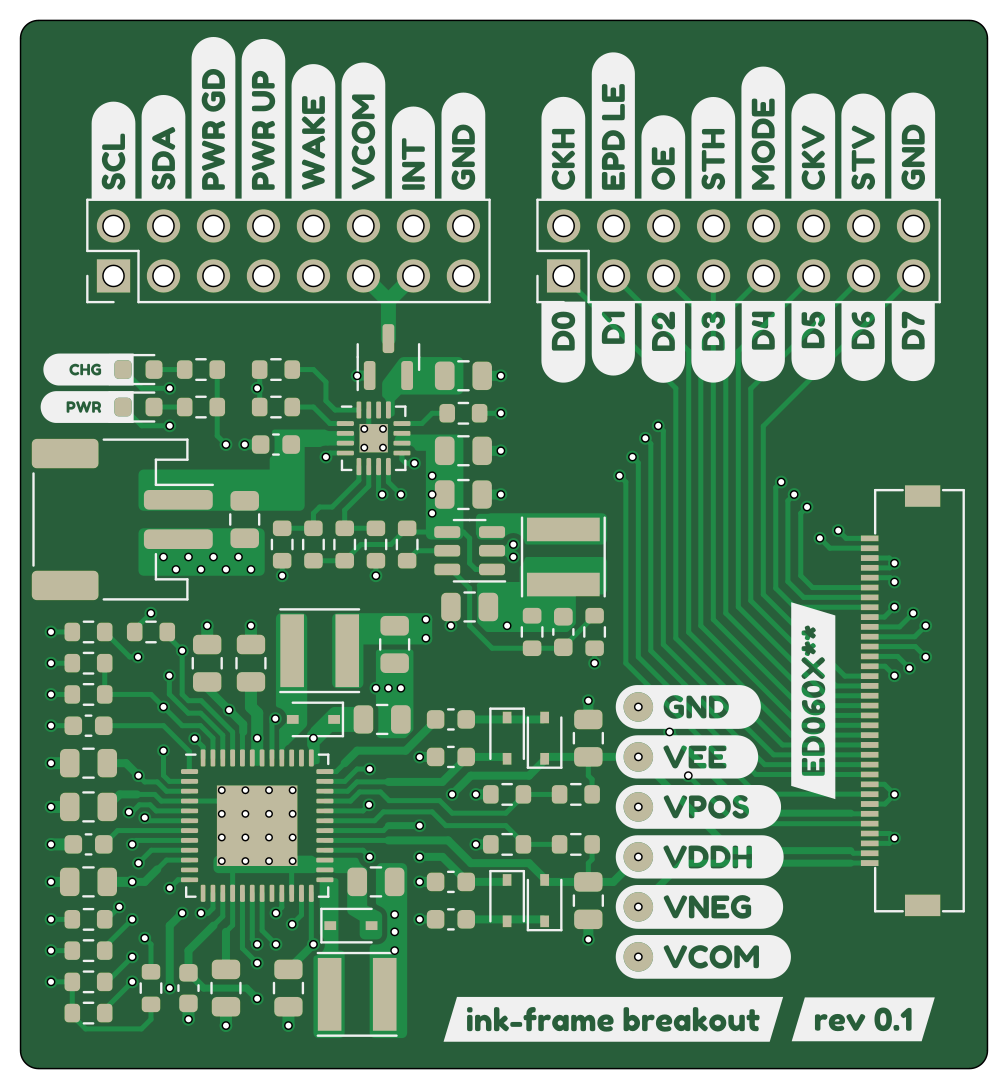 SCL
SDA
PWR GD
PWR UP
WAKE
VCOM
INT
GND
CKH
EPD LE
OE
STH
MODE
CKV
STV
GND
D0
D1
D2
D3
D4
D5
D6
D7
CHG
PWR
ED060X**
GND
VEE
VPOS
VDDH
VNEG
VCOM
ink-frame breakout
rev 0.1